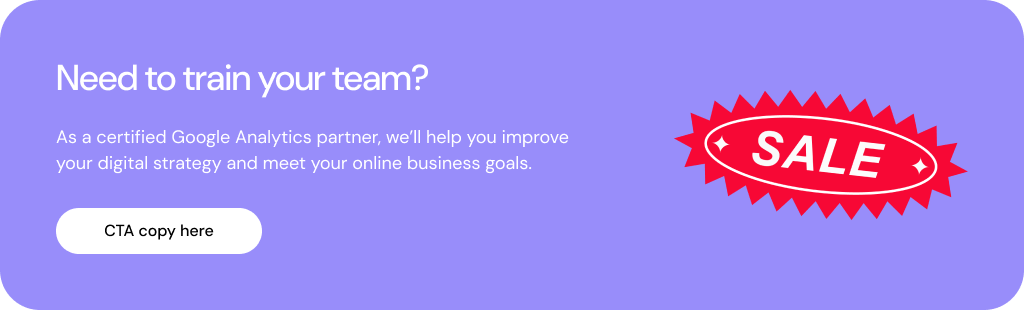 Need to train your team?
As a certified Google Analytics partner, we’ll help you improve
your digital strategy and meet your online business goals.
CTA copy here
SALE